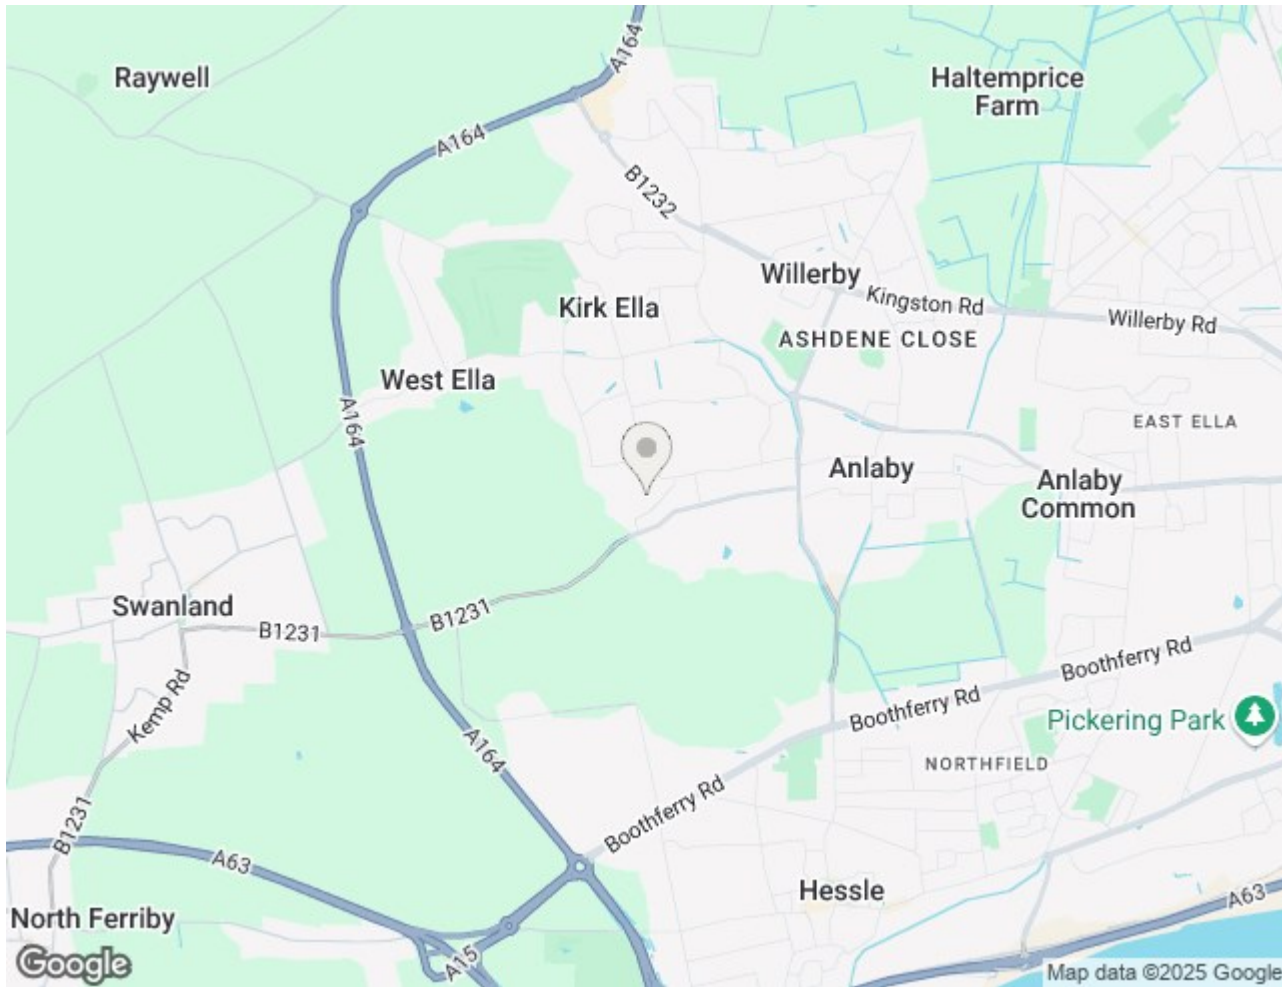 A164
Raywell
Haltemprice
Farm
A164
B1232
Willerby
Kingston Rd
Kirk Ella
Willerby Rd
ASHDENE CLOSE
West Ella
A164
EAST ELLA
Anlaby
Anlaby
Common
Swanland
B1231
B1231
Boothferry Rd
Kemp Rd
Boothferry Rd
Pickering Park
A164
NORTHFIELD
Boothferry Rd
B1231
A63
Hessle
A63
North Ferriby
A15
Google
Map data ©2025 Google